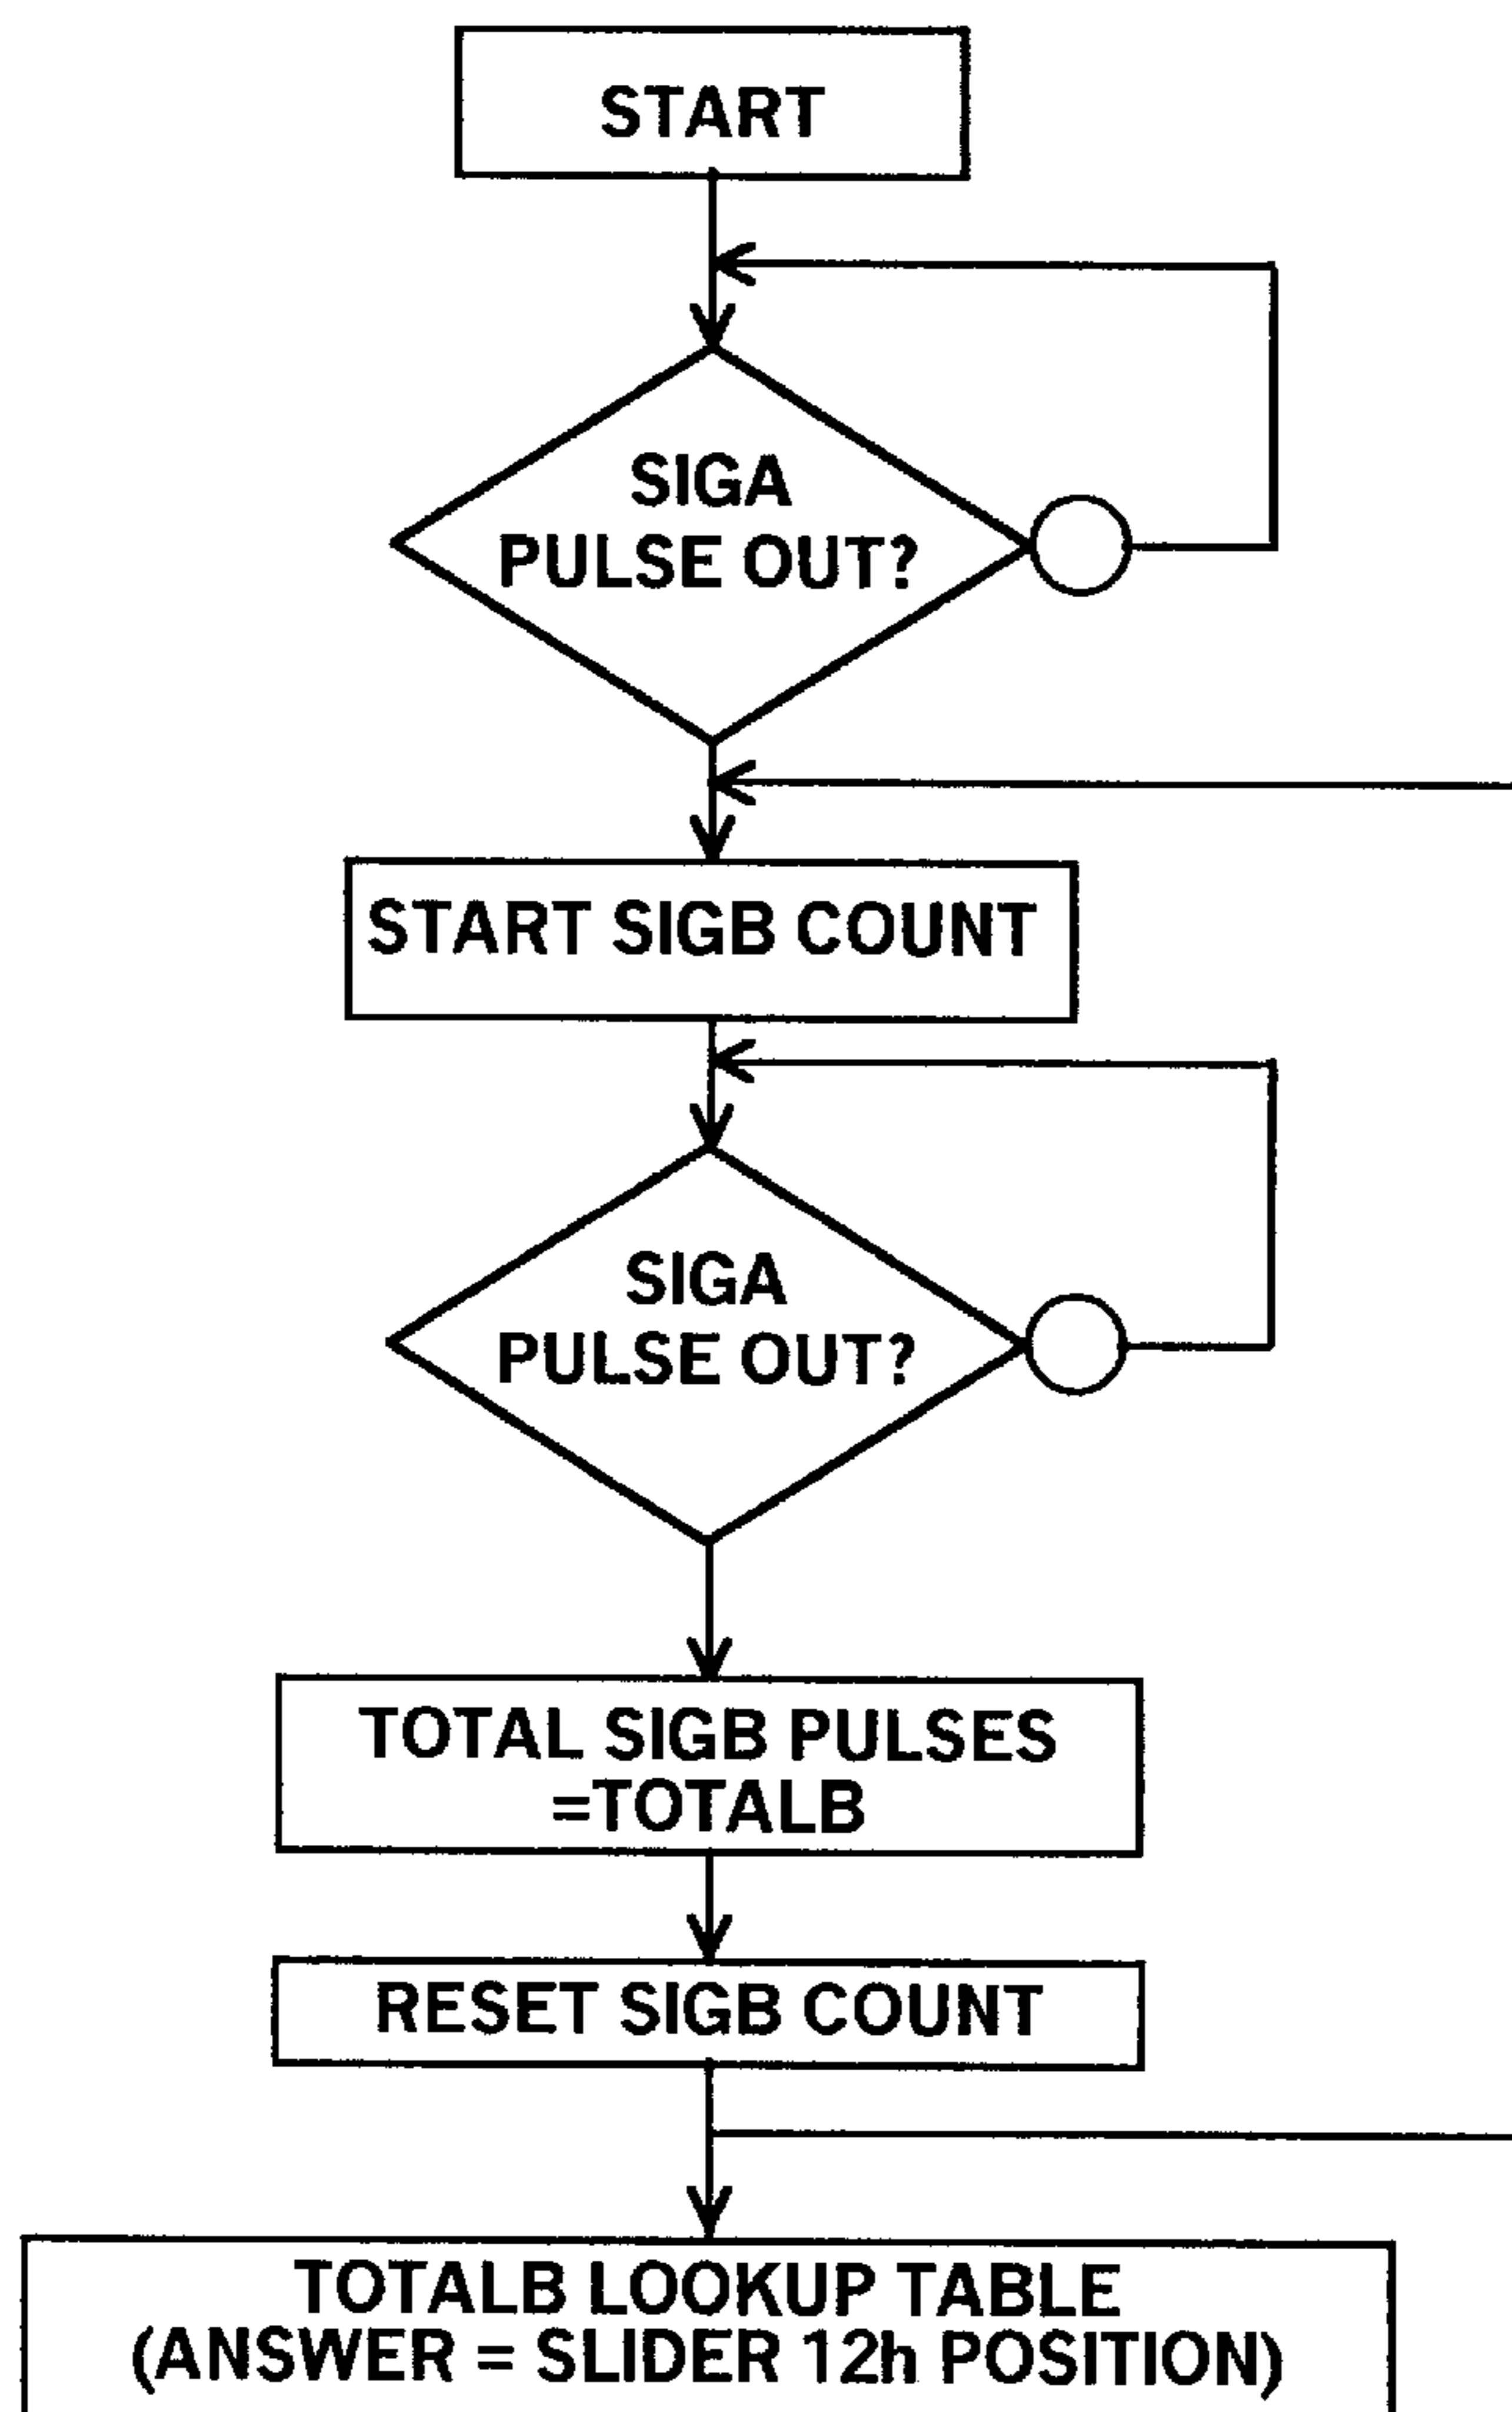 START
SIGA
PULSE OUT?
START SIGB COUNT
SIGA
PULSE OUT?
TOTAL SIGB PULSES
=TOTALB
RESET SIGB COUNT
TOTALB LOOKUP TABLE
(ANSWER = SLIDER 12h POSITION)